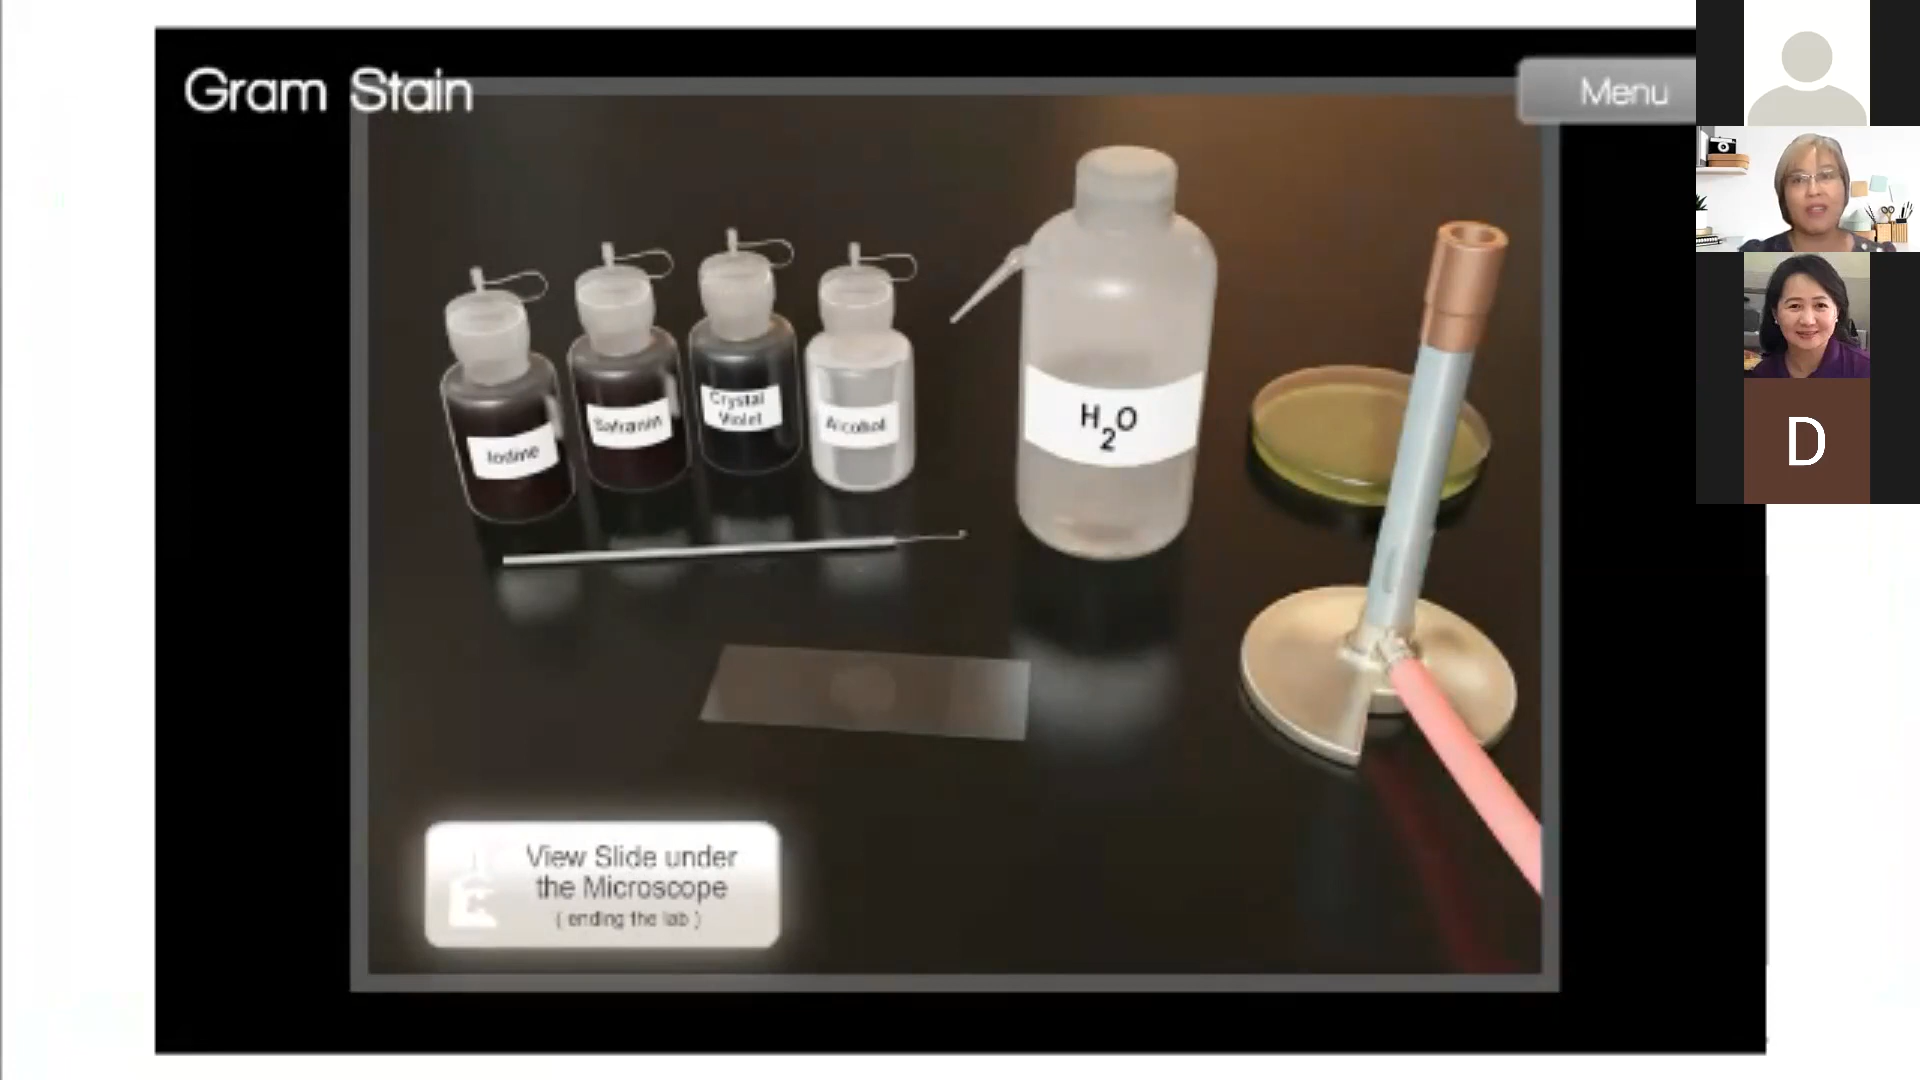 Gram Stain
Menu
Iodine
Safranin
Crystal
Violet
Alcohol
H2O
View Slide under
the Microscope
( ending the lab )
D